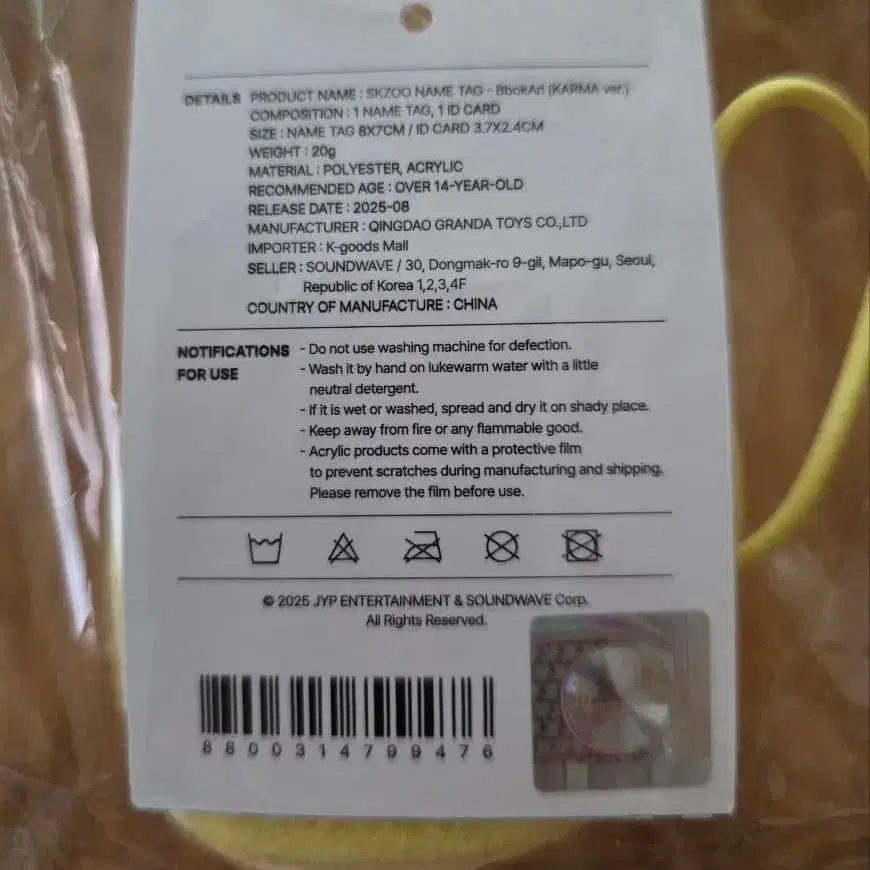 DETAILS PRODUCT NAME : SKZOO NAME TAG - BbokAri (KARMA ver.)
COMPOSITION : 1 NAME TAG, 1 ID CARD
SIZE : NAME TAG 8X7CM / ID CARD 3.7X2.4CM
WEIGHT : 20g
MATERIAL : POLYESTER, ACRYLIC
RECOMMENDED AGE : OVER 14-YEAR-OLD
RELEASE DATE : 2025-08
MANUFACTURER : QINGDAO GRANDA TOYS CO.,LTD
IMPORTER : K-goods Mall
SELLER : SOUNDWAVE / 30, Dongmak-ro 9-gil, Mapo-gu, Seoul,
Republic of Korea 1,2,3,4F
COUNTRY OF MANUFACTURE : CHINA
NOTIFICATIONS - Do not use washing machine for defection.
FOR USE - Wash it by hand on lukewarm water with a little
neutral detergent.
- If it is wet or washed, spread and dry it on shady place.
- Keep away from fire or any flammable good.
- Acrylic products come with a protective film
to prevent scratches during manufacturing and shipping.
Please remove the film before use.
© 2025 JYP ENTERTAINMENT & SOUNDWAVE Corp.
All Rights Reserved.
8800314799476